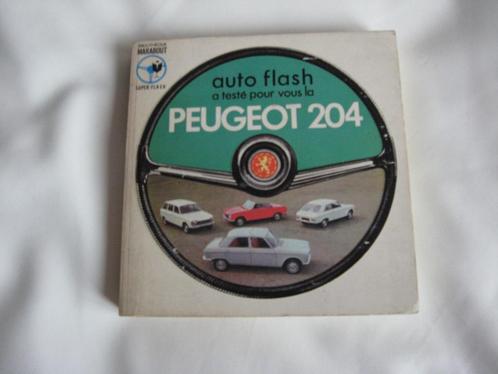 MARABOUT
SUPER FLASH
auto flash
a testé pour vous la
PEUGEOT 204